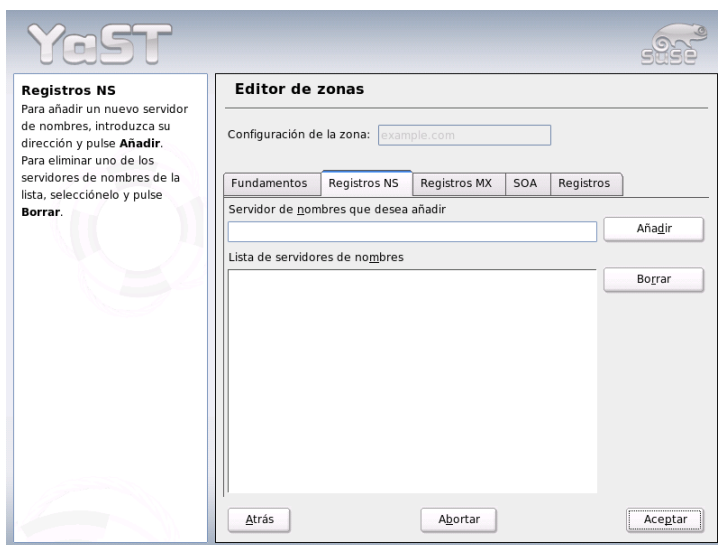 YaST
SUSE
Registros NS
Para añadir un nuevo servidor
de nombres, introduzca su
dirección y pulse Añadir.
Para eliminar uno de los
servidores de nombres de la
lista, selecciónelo y pulse
Borrar.
Editor de zonas
Configuración de la zona: example.com
Fundamentos Registros NS Registros MX SOA Registros
Servidor de nombres que desea añadir
Añadir
Lista de servidores de nombres
Borrar
Atrás Abortar Aceptar